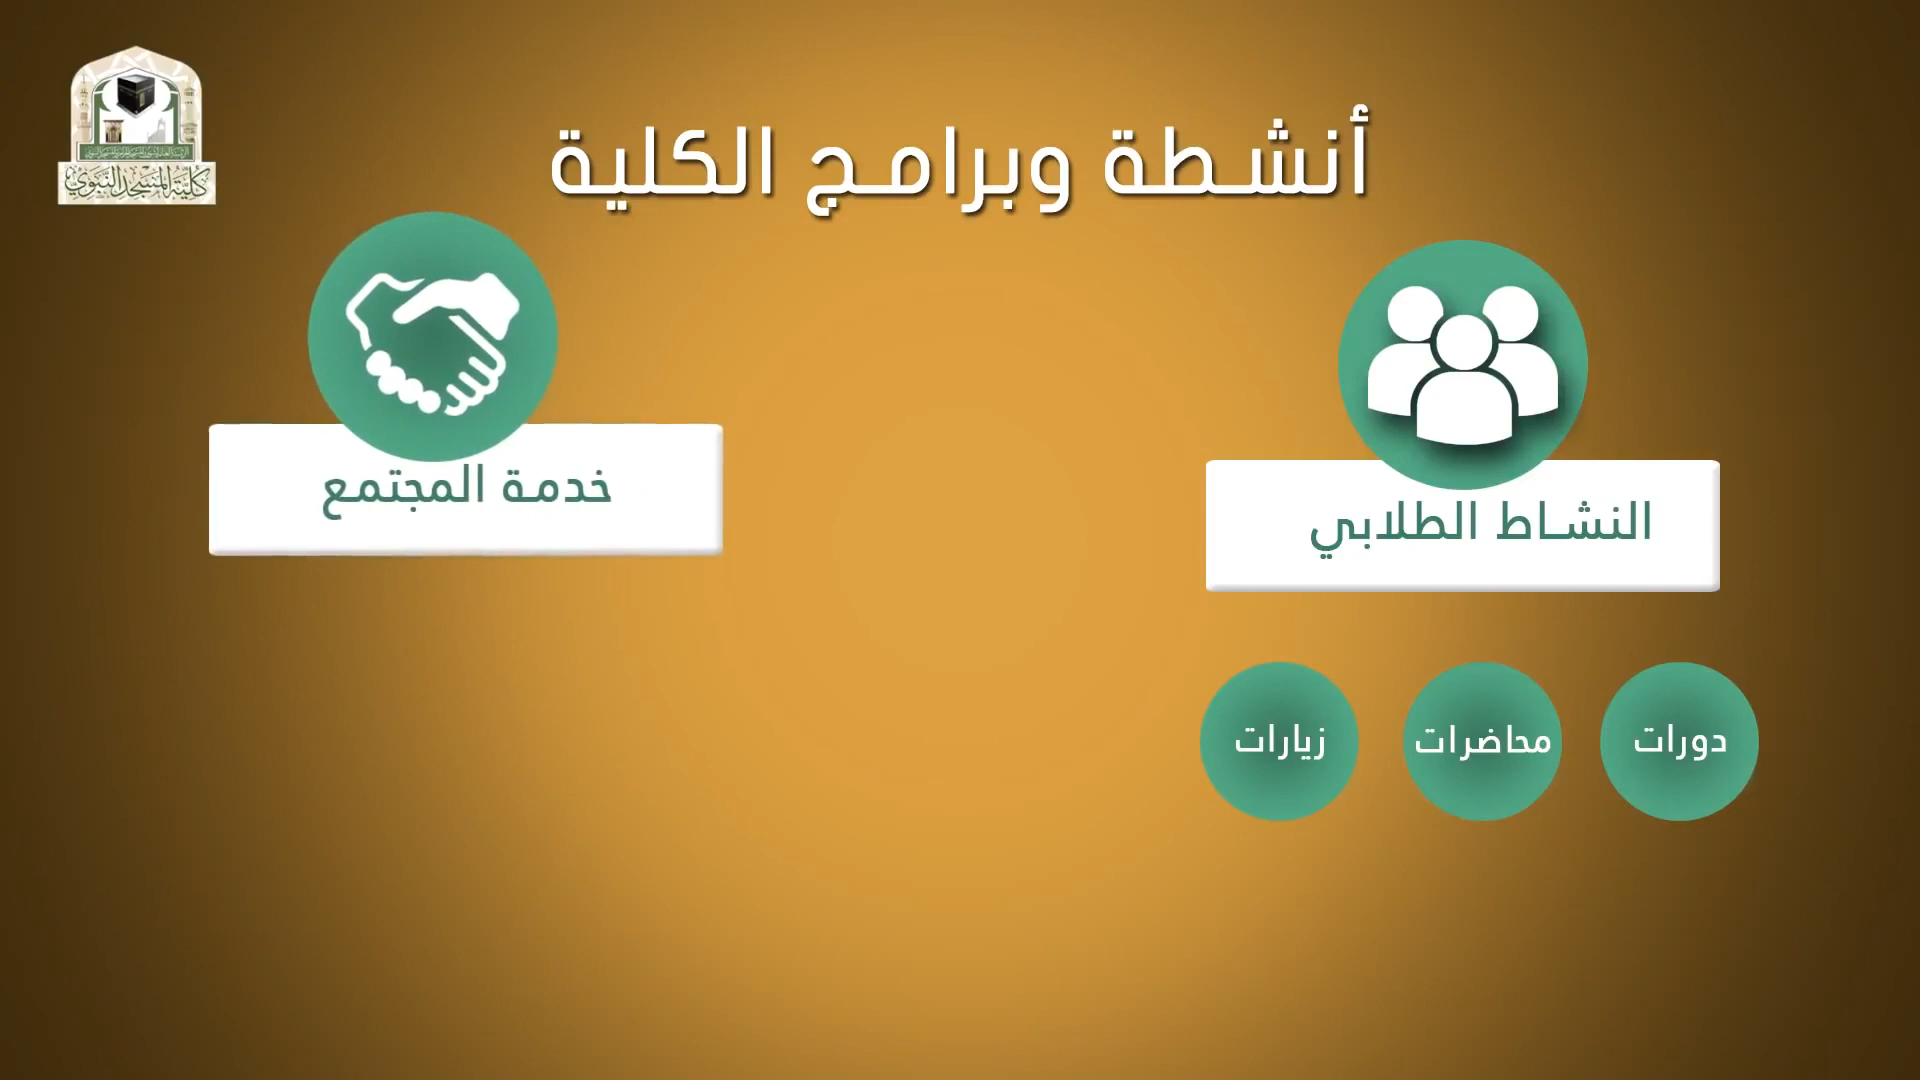 أنشطة وبرامج الكلية
النشاط الطلابي
دورات
محاضرات
زيارات
خدمة المجتمع
كلية المسجد النبوي